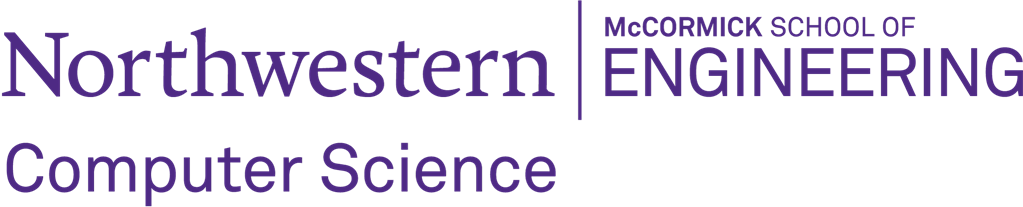 Northwestern
McCORMICK SCHOOL OF
ENGINEERING
Computer Science